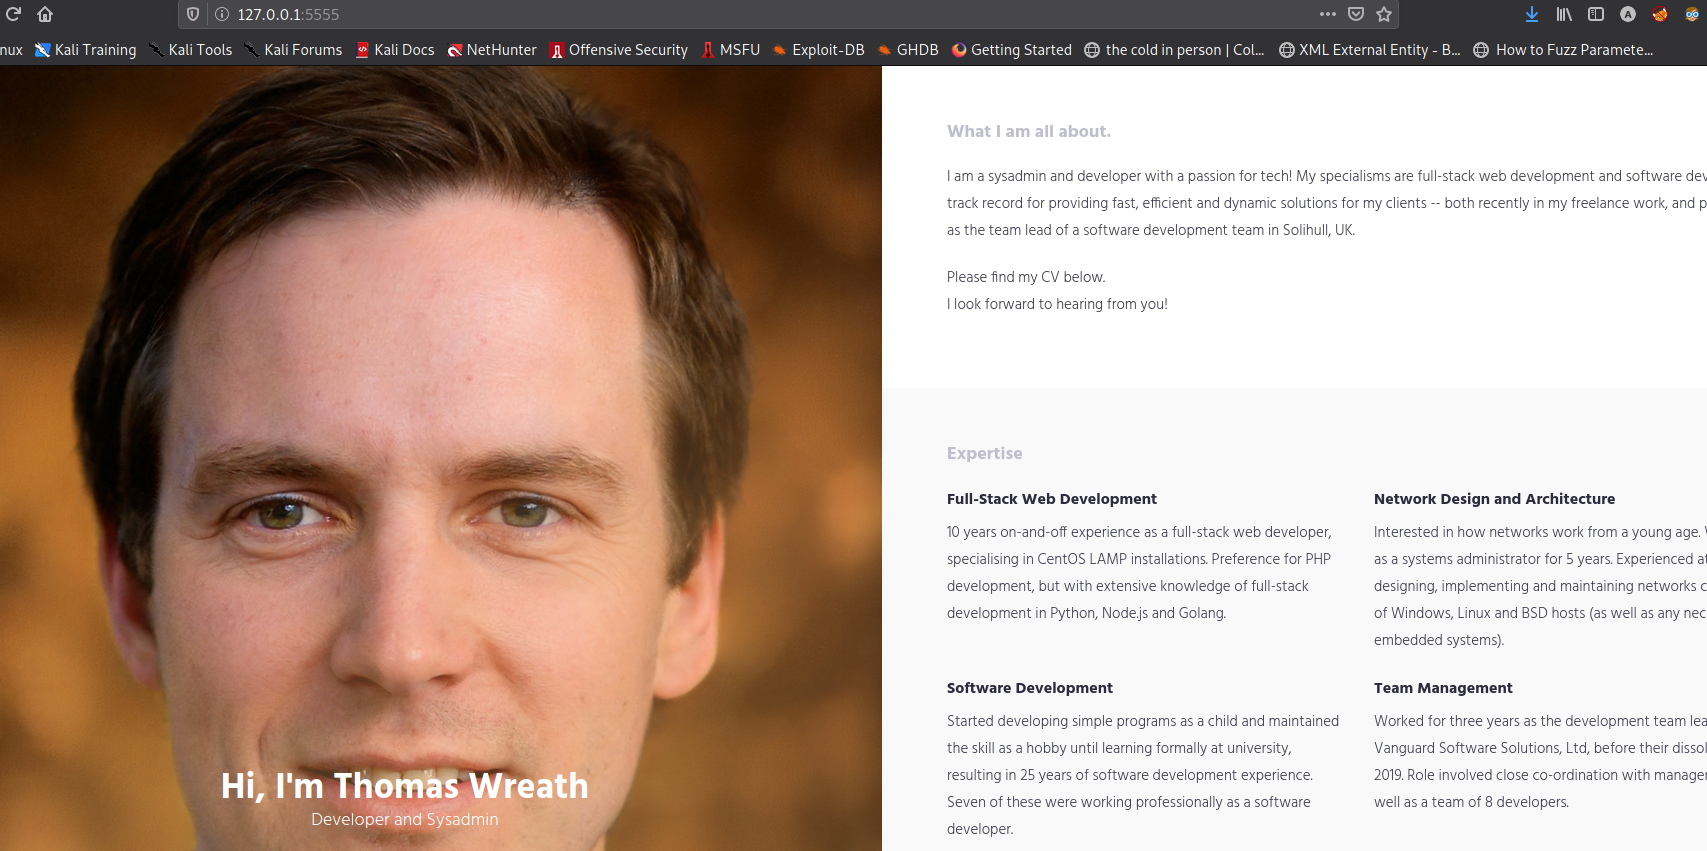 127.0.0.1:5555
nux Kali Training Kali Tools Kali Forums Kali Docs NetHunter Offensive Security MSFU Exploit-DB GHDB Getting Started the cold in person | Col... XML External Entity - B... How to Fuzz Paramete...
What I am all about.
I am a sysadmin and developer with a passion for tech! My specialisms are full-stack web development and software dev
track record for providing fast, efficient and dynamic solutions for my clients -- both recently in my freelance work, and p
as the team lead of a software development team in Solihull, UK.
Please find my CV below.
I look forward to hearing from you!
Expertise
Full-Stack Web Development
10 years on-and-off experience as a full-stack web developer,
specialising in CentOS LAMP installations. Preference for PHP
development, but with extensive knowledge of full-stack
development in Python, Node.js and Golang.
Network Design and Architecture
Interested in how networks work from a young age.
as a systems administrator for 5 years. Experienced at
designing, implementing and maintaining networks c
of Windows, Linux and BSD hosts (as well as any nec
embedded systems).
Software Development
Started developing simple programs as a child and maintained
the skill as a hobby until learning formally at university,
resulting in 25 years of software development experience.
Seven of these were working professionally as a software
developer.
Team Management
Worked for three years as the development team lea
Vanguard Software Solutions, Ltd, before their dissol
2019. Role involved close co-ordination with manager
well as a team of 8 developers.
Hi, I'm Thomas Wreath
Developer and Sysadmin